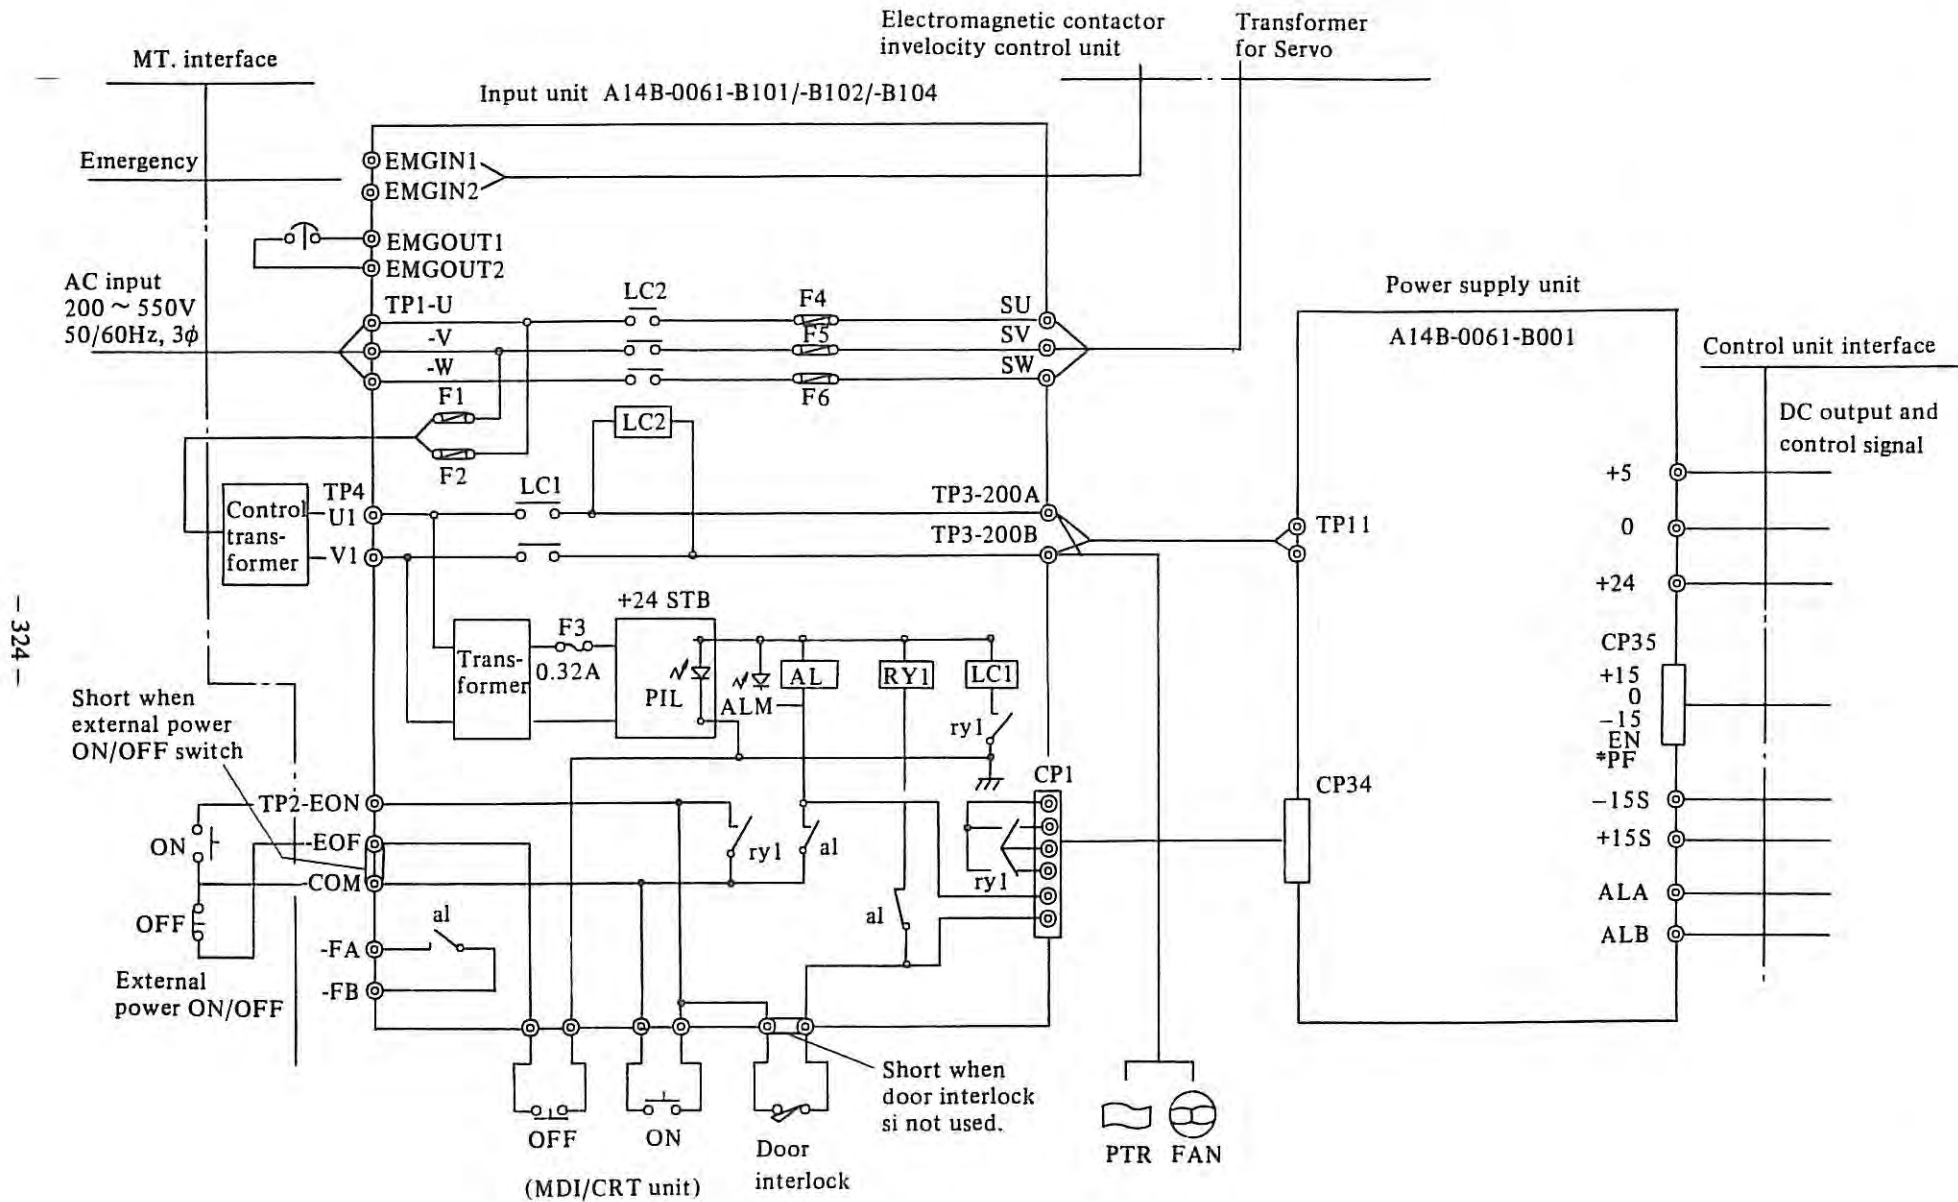 MT. interface
Electromagnetic contactor
invelocity control unit
Transformer
for Servo
Input unit A14B-0061-B101/-B102/-B104
Emergency
EMGIN1
EMGIN2
EMGOUT1
EMGOUT2
AC input
200 ~ 550V
50/60Hz, 3ϕ
TP1-U
-V
-W
LC2
F4
F5
F6
SU
SV
SW
F1
F2
LC2
Power supply unit
A14B-0061-B001
Control unit interface
DC output and
control signal
Control
trans-
former
TP4
U1
V1
LC1
TP3-200A
TP3-200B
TP11
+5
0
+24
CP35
+15
0
−15
EN
*PF
−15S
+15S
ALA
ALB
CP34
Trans-
former
F3
0.32A
+24 STB
PIL
ALM
AL
RY1
LC1
ry1
CP1
Short when
external power
ON/OFF switch
TP2-EON
-EOF
-COM
-FA
-FB
ON
OFF
External
power ON/OFF
al
ry1
al
al
ry1
OFF
ON
(MDI/CRT unit)
Door
interlock
Short when
door interlock
si not used.
PTR
FAN
− 324 −